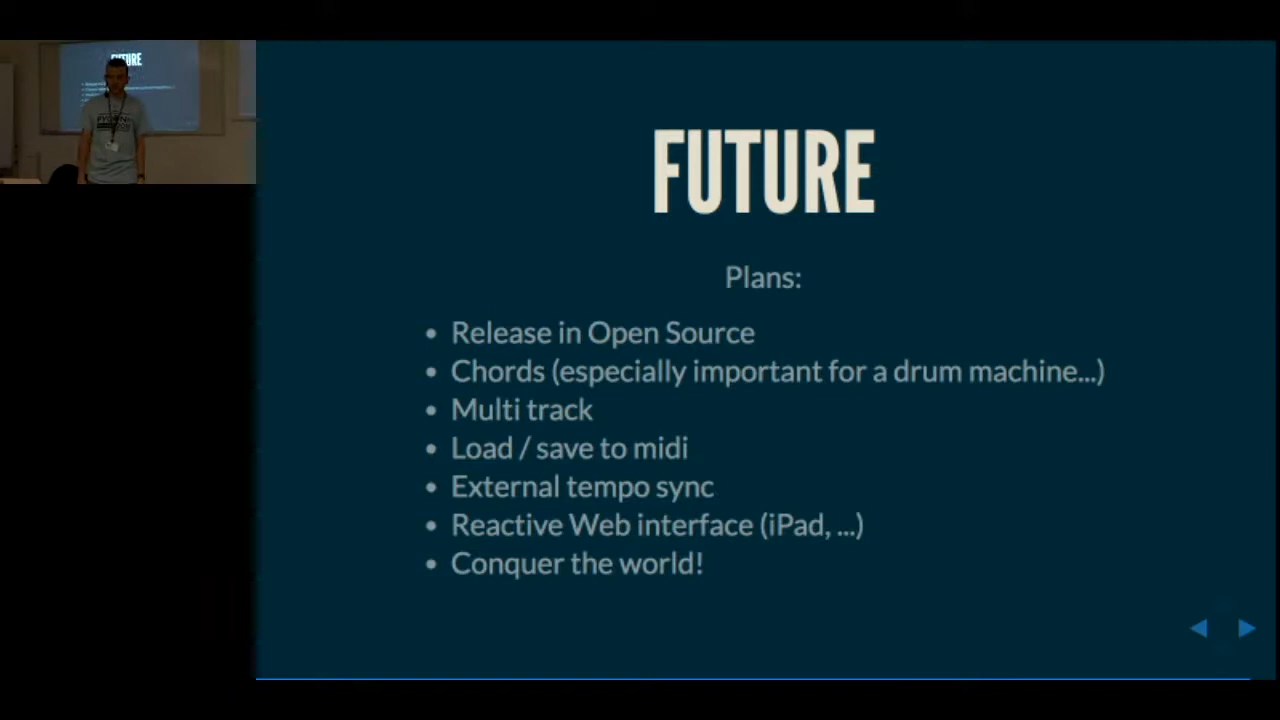 FUTURE
FUTURE
Plans:
• Release in Open Source
• Chords (especially important for a drum machine...)
• Multi track
• Load / save to midi
• External tempo sync
• Reactive Web interface (iPad, ...)
• Conquer the world!